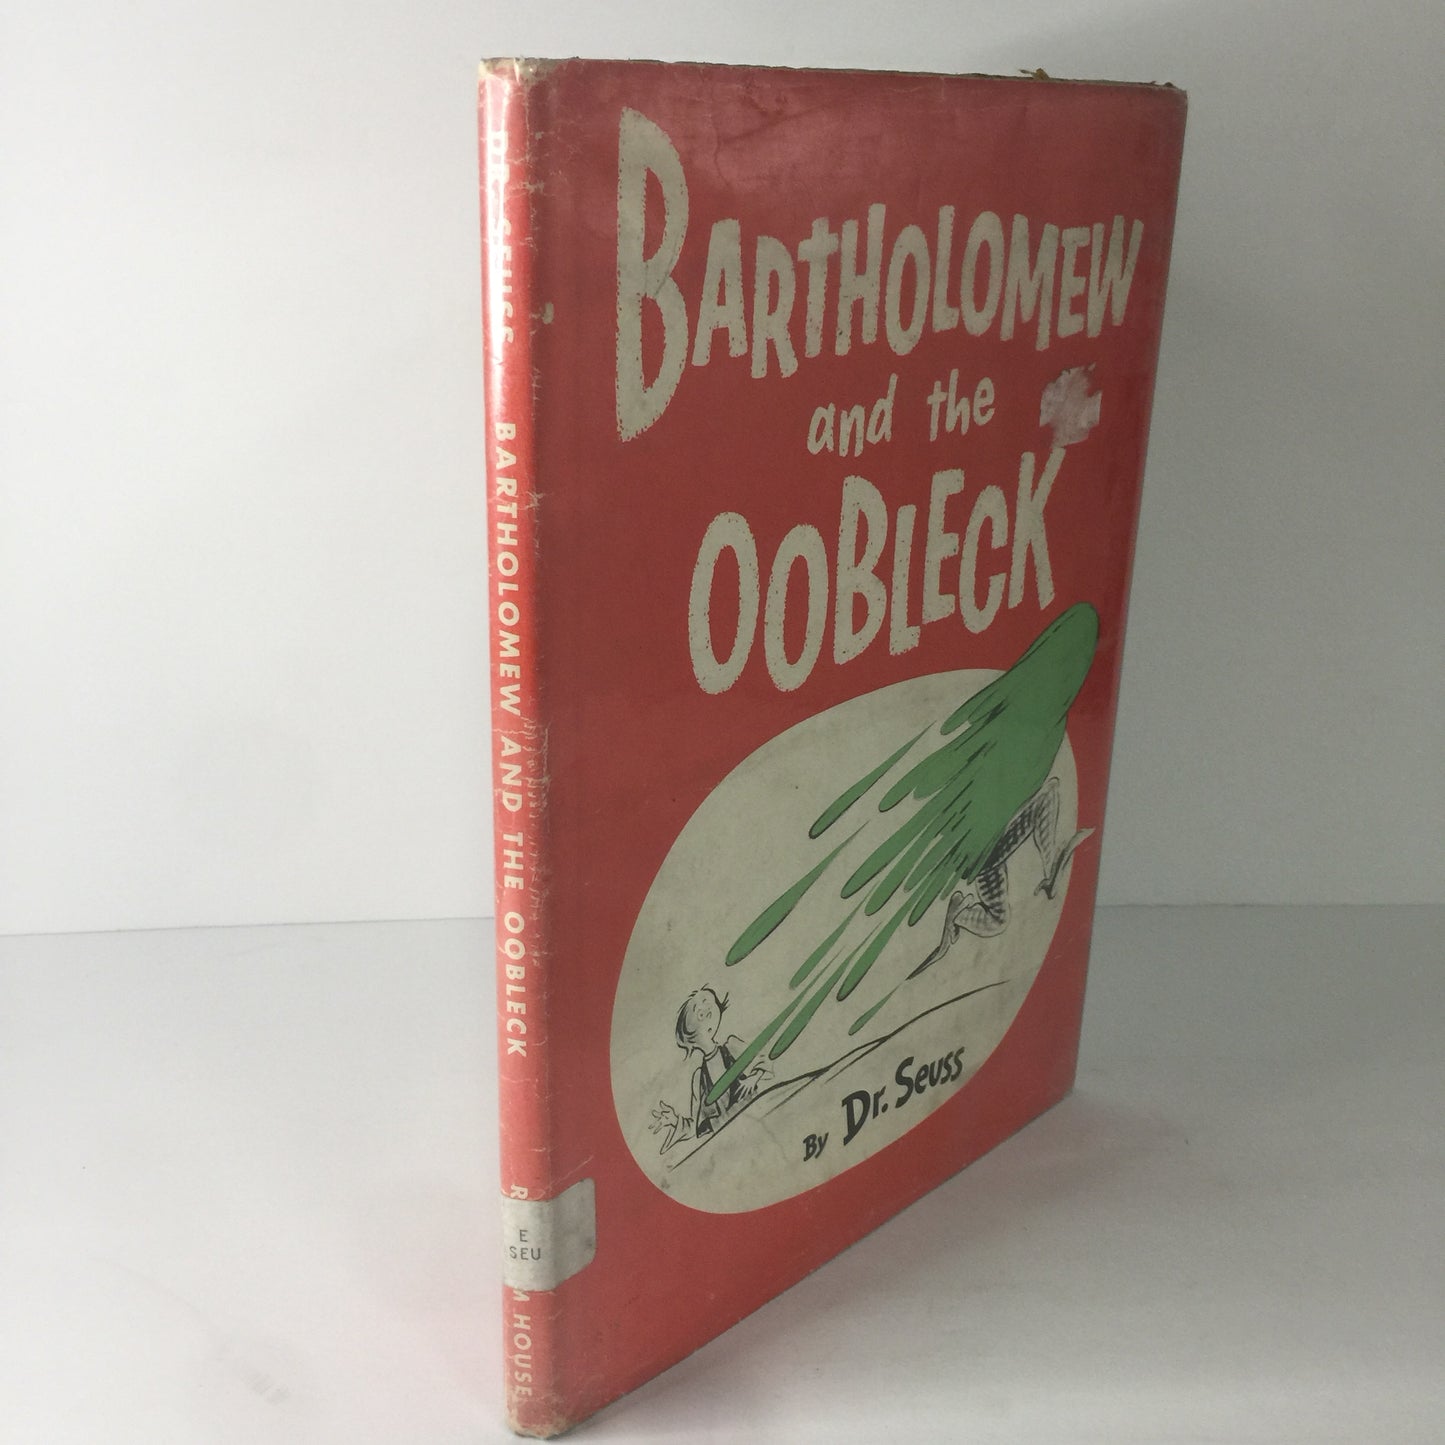 DR. SEUSS BARTHOLOMEW AND THE OOBLECK
E
SEU
HOUSE
BARTHOLOMEW
and the
OOBLECK
By Dr. Seuss